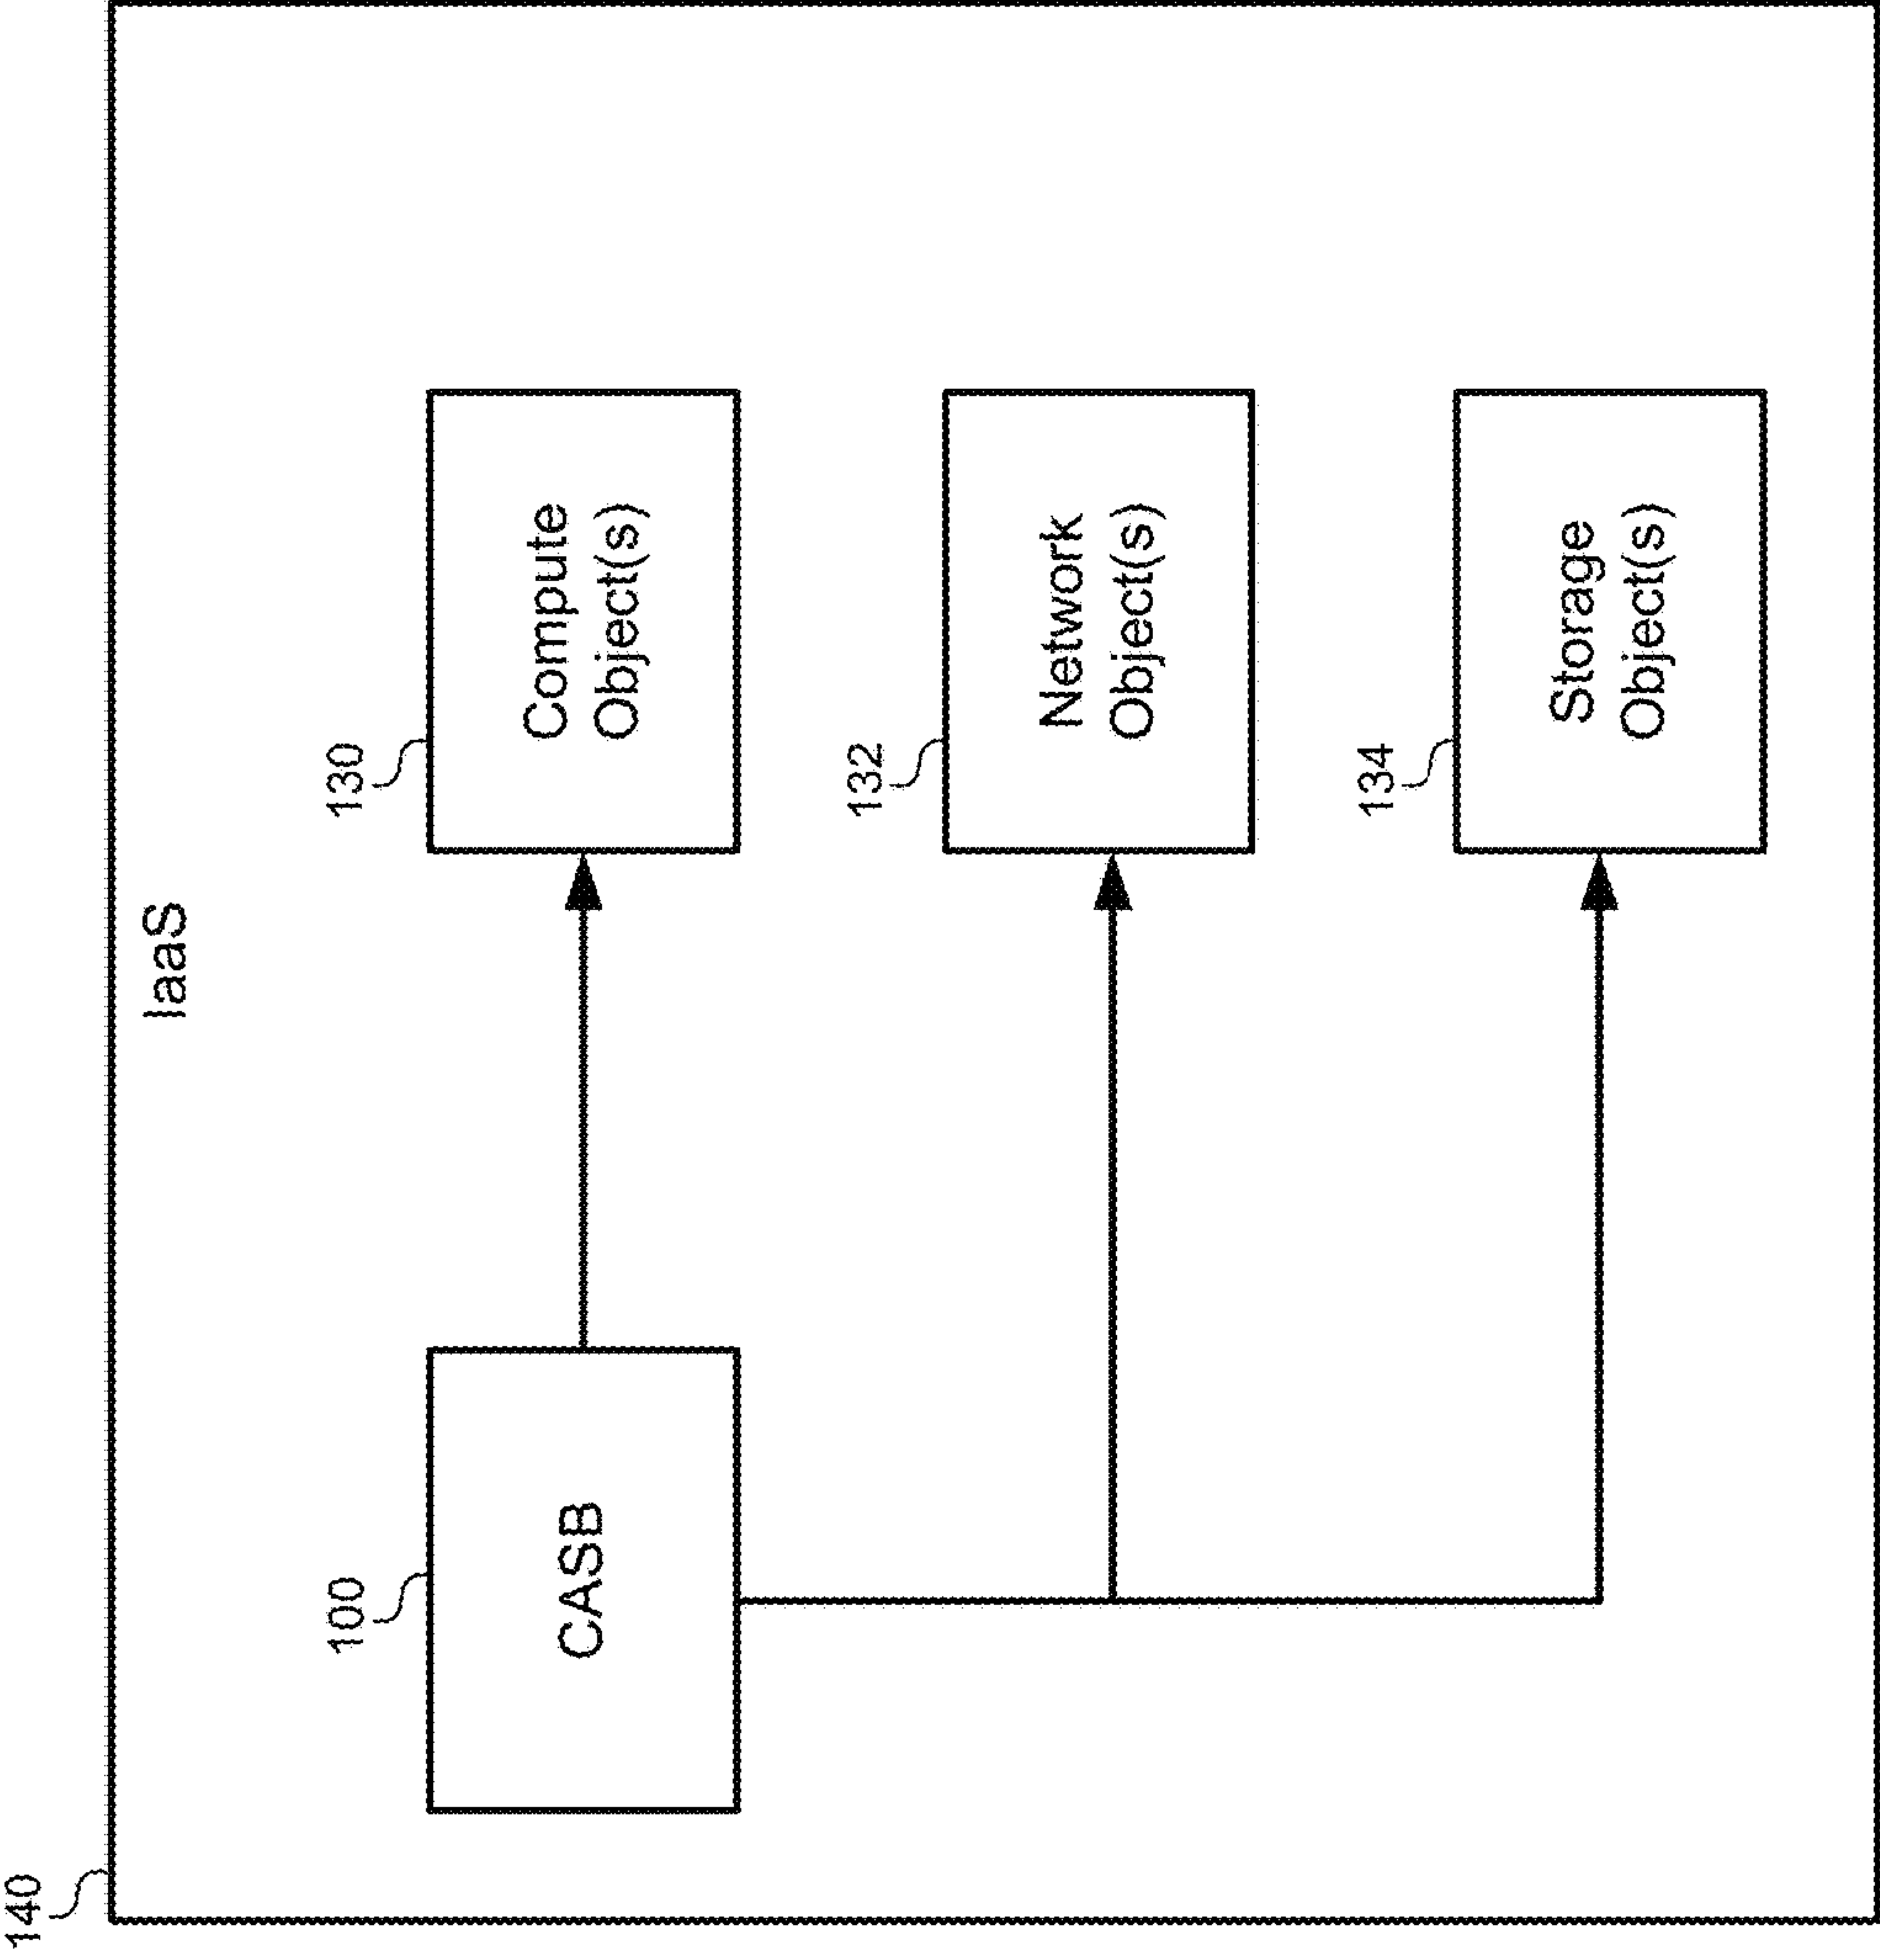 140
IaaS
100
CASB
130
Compute
Object(s)
132
Network
Object(s)
134
Storage
Object(s)